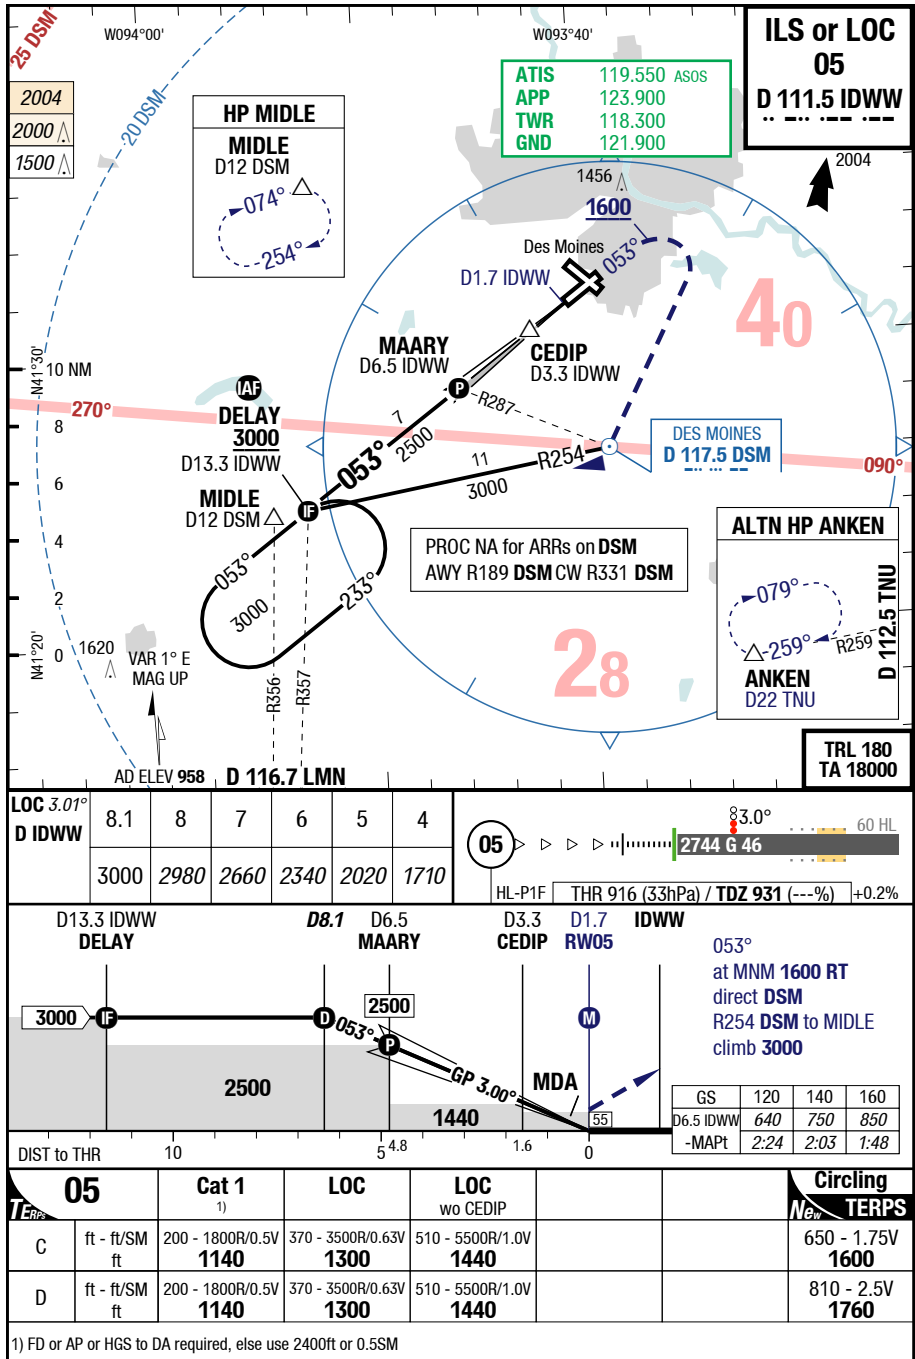 25 DSM
W094°00'
W093°40'
ILS or LOC
05
D 111.5 IDWW
ATIS 119.550 ASOS
APP 123.900
TWR 118.300
GND 121.900
2004
2000
1500
20 DSM
HP MIDLE
MIDLE
D12 DSM
074°
254°
2004
1456
1600
053°
Des Moines
D1.7 IDWW
40
MAARY
D6.5 IDWW
CEDIP
D3.3 IDWW
N41°30'
10 NM
8
6
4
2
0
N41°20'
270°
IAF
DELAY
3000
D13.3 IDWW
P
R287
7
2500
053°
11
3000
R254
DES MOINES
D 117.5 DSM
090°
MIDLE
D12 DSM
IF
053°
3000
233°
PROC NA for ARRs on DSM
AWY R189 DSM CW R331 DSM
ALTN HP ANKEN
079°
259°
R259
D 112.5 TNU
ANKEN
D22 TNU
28
1620
VAR 1° E
MAG UP
R356
R357
AD ELEV 958
D 116.7 LMN
TRL 180
TA 18000
LOC 3.01°
D IDWW
8.1 8 7 6 5 4
3000 2980 2660 2340 2020 1710
05
3.0°
60 HL
2744 G 46
HL-P1F
THR 916 (33hPa) / TDZ 931 (---%)
+0.2%
D13.3 IDWW
DELAY
D8.1
D6.5
MAARY
D3.3
CEDIP
D1.7
RW05
IDWW
3000
IF
D
053°
2500
P
GP 3.00°
M
MDA
2500
1440
55
053°
at MNM 1600 RT
direct DSM
R254 DSM to MIDLE
climb 3000
GS 120 140 160
D6.5 IDWW 640 750 850
-MAPt 2:24 2:03 1:48
DIST to THR 10 5 4.8 1.6 0
TERPS
05
Cat 1
1)
LOC
LOC
wo CEDIP
Circling
New TERPS
C
ft - ft/SM
ft
200 - 1800R/0.5V
1140
370 - 3500R/0.63V
1300
510 - 5500R/1.0V
1440
650 - 1.75V
1600
D
ft - ft/SM
ft
200 - 1800R/0.5V
1140
370 - 3500R/0.63V
1300
510 - 5500R/1.0V
1440
810 - 2.5V
1760
1) FD or AP or HGS to DA required, else use 2400ft or 0.5SM